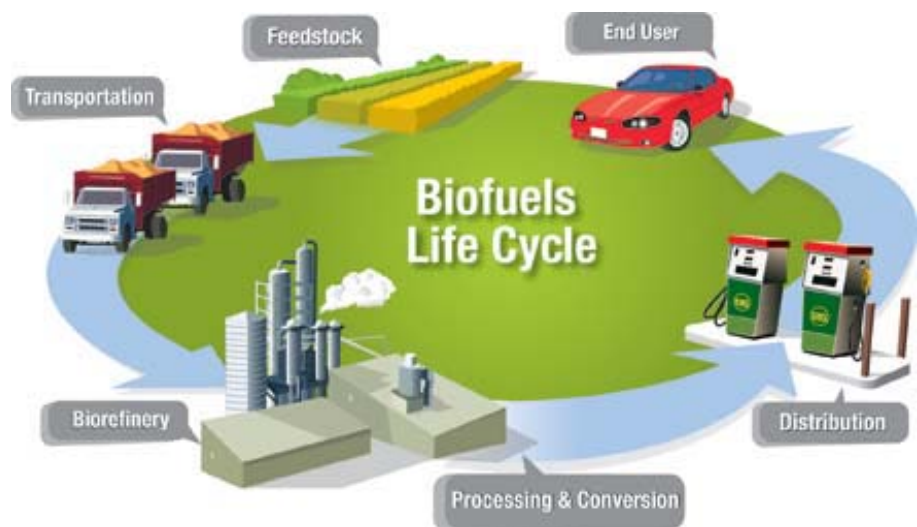 Feedstock
End User
Transportation
Biofuels
Life Cycle
Biorefinery
Distribution
Processing & Conversion